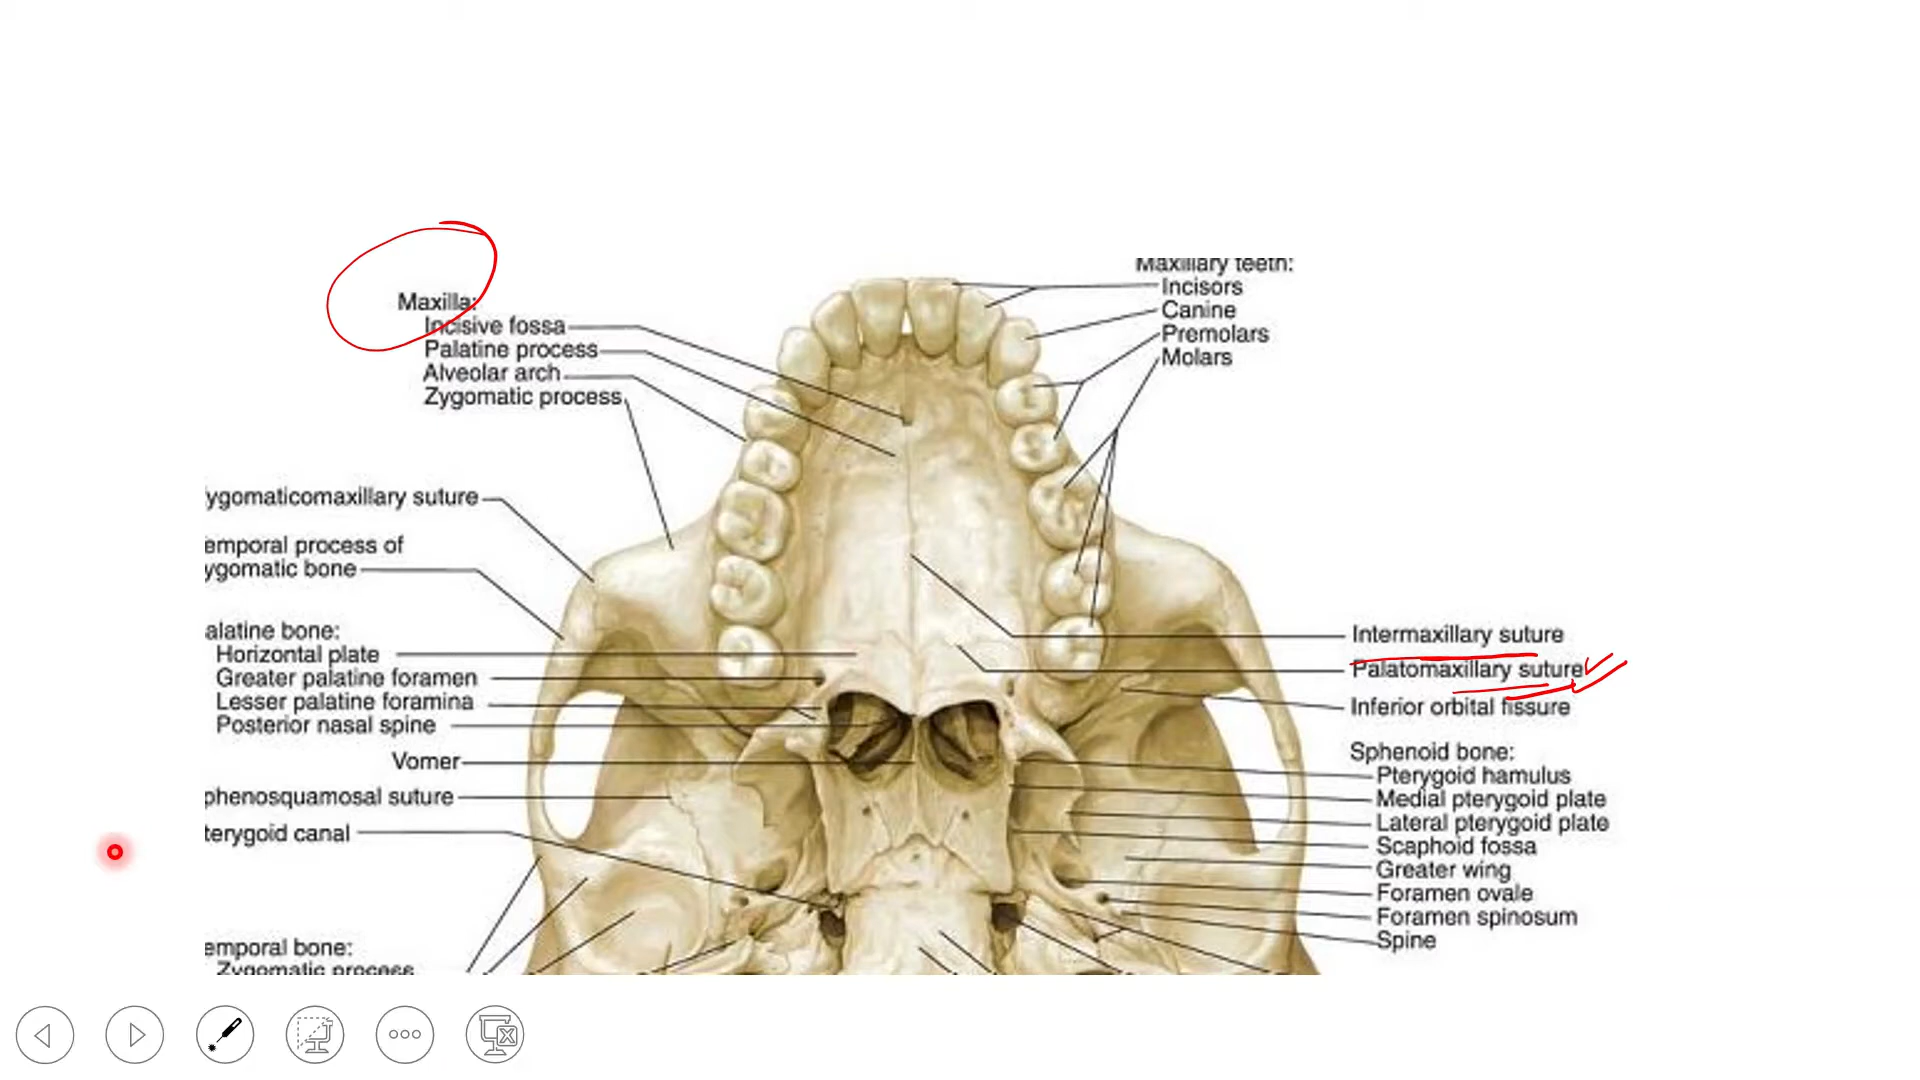 Maxilla:
Incisive fossa
Palatine process
Alveolar arch
Zygomatic process
ygomaticomaxillary suture
emporal process of
ygomatic bone
alatine bone:
Horizontal plate
Greater palatine foramen
Lesser palatine foramina
Posterior nasal spine
Vomer
phenosquamosal suture
terygoid canal
emporal bone:
Zygomatic process
Maxillary teeth:
Incisors
Canine
Premolars
Molars
Intermaxillary suture
Palatomaxillary suture
Inferior orbital fissure
Sphenoid bone:
Pterygoid hamulus
Medial pterygoid plate
Lateral pterygoid plate
Scaphoid fossa
Greater wing
Foramen ovale
Foramen spinosum
Spine